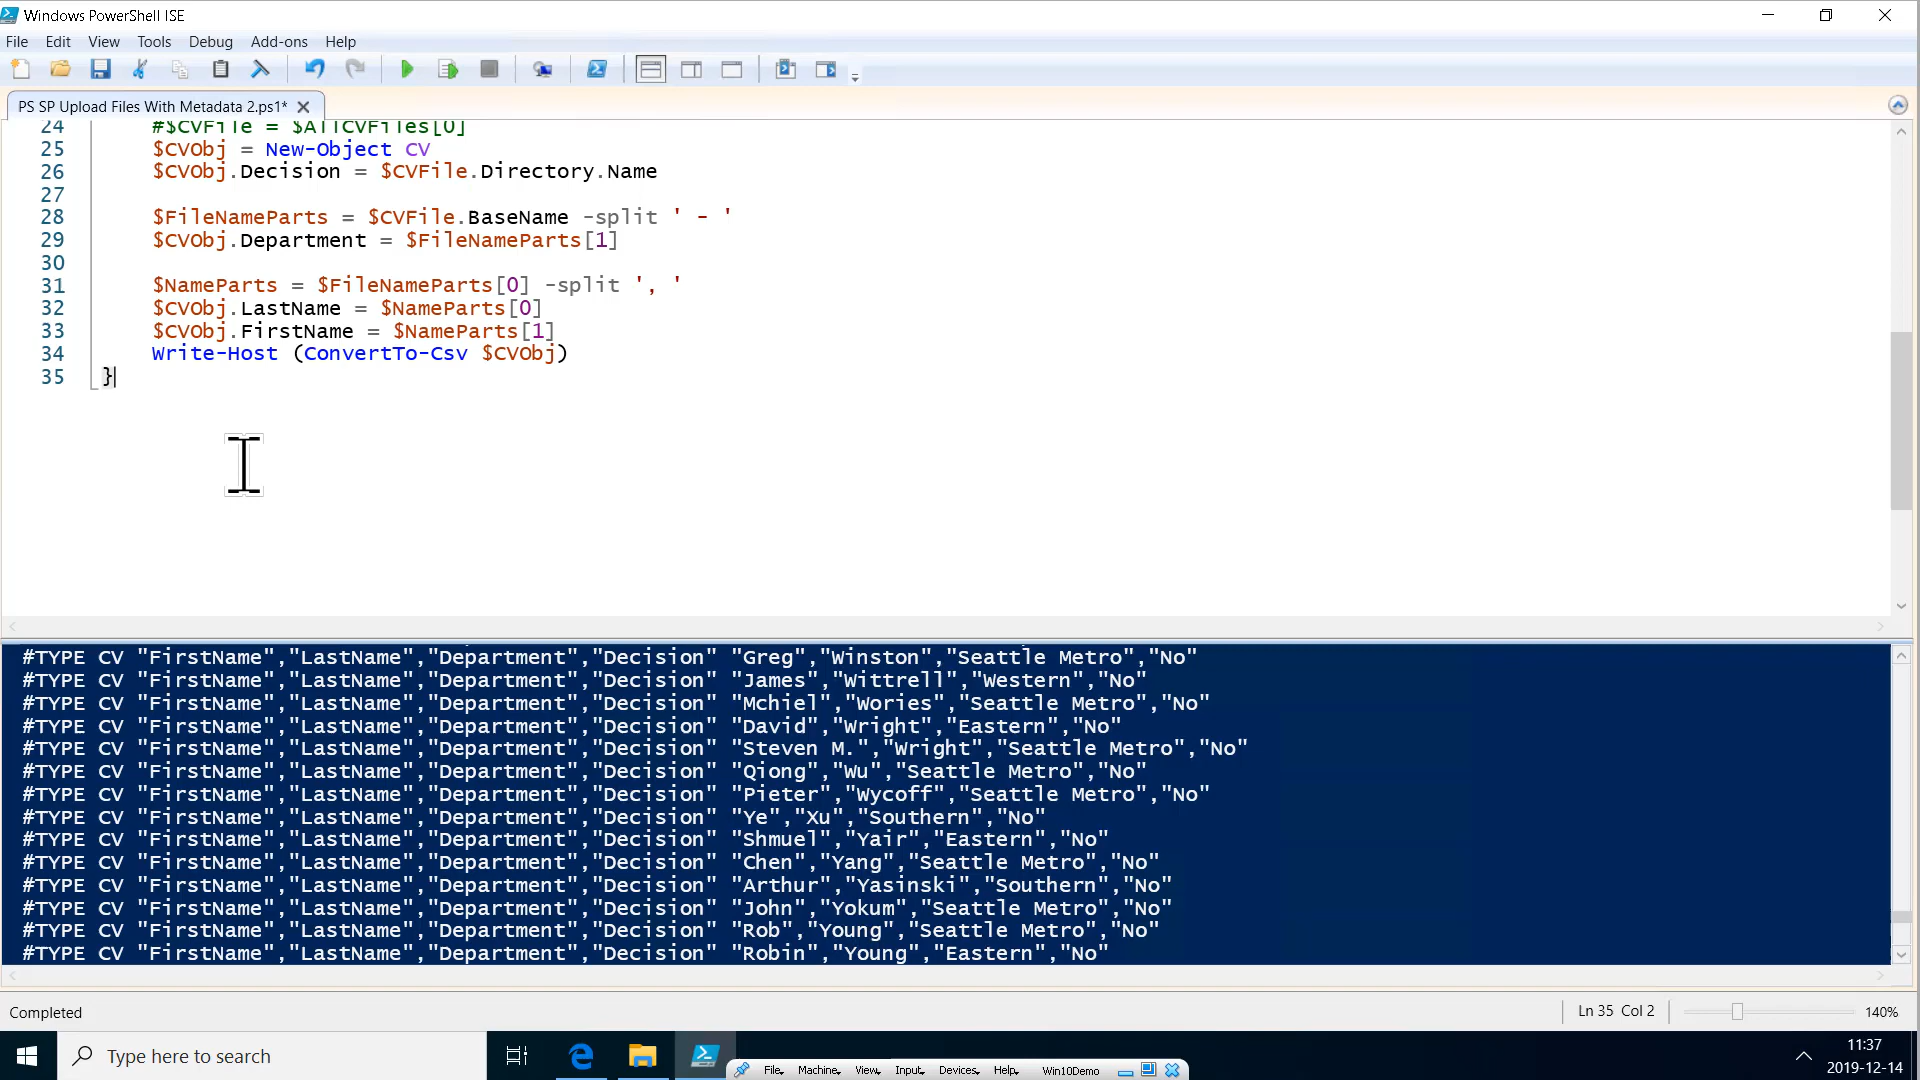 Windows PowerShell ISE
File Edit View Tools Debug Add-ons Help
PS SP Upload Files With Metadata 2.ps1*
24 #$CVFile = $AllCVFiles[0]
25 $CVObj = New-Object CV
26 $CVObj.Decision = $CVFile.Directory.Name
27
28 $FileNameParts = $CVFile.BaseName -split ' - '
29 $CVObj.Department = $FileNameParts[1]
30
31 $NameParts = $FileNameParts[0] -split ', '
32 $CVObj.LastName = $NameParts[0]
33 $CVObj.FirstName = $NameParts[1]
34 Write-Host (ConvertTo-Csv $CVObj)
35 }
#TYPE CV "FirstName","LastName","Department","Decision" "Greg","Winston","Seattle Metro","No"
#TYPE CV "FirstName","LastName","Department","Decision" "James","Wittrell","Western","No"
#TYPE CV "FirstName","LastName","Department","Decision" "Mchiel","Wories","Seattle Metro","No"
#TYPE CV "FirstName","LastName","Department","Decision" "David","Wright","Eastern","No"
#TYPE CV "FirstName","LastName","Department","Decision" "Steven M.","Wright","Seattle Metro","No"
#TYPE CV "FirstName","LastName","Department","Decision" "Qiong","Wu","Seattle Metro","No"
#TYPE CV "FirstName","LastName","Department","Decision" "Pieter","Wycoff","Seattle Metro","No"
#TYPE CV "FirstName","LastName","Department","Decision" "Ye","Xu","Southern","No"
#TYPE CV "FirstName","LastName","Department","Decision" "Shmuel","Yair","Eastern","No"
#TYPE CV "FirstName","LastName","Department","Decision" "Chen","Yang","Seattle Metro","No"
#TYPE CV "FirstName","LastName","Department","Decision" "Arthur","Yasinski","Southern","No"
#TYPE CV "FirstName","LastName","Department","Decision" "John","Yokum","Seattle Metro","No"
#TYPE CV "FirstName","LastName","Department","Decision" "Rob","Young","Seattle Metro","No"
#TYPE CV "FirstName","LastName","Department","Decision" "Robin","Young","Eastern","No"
Completed Ln 35 Col 2 140%
Type here to search
File Machine View Input Devices Help Win10Demo
11:37
2019-12-14